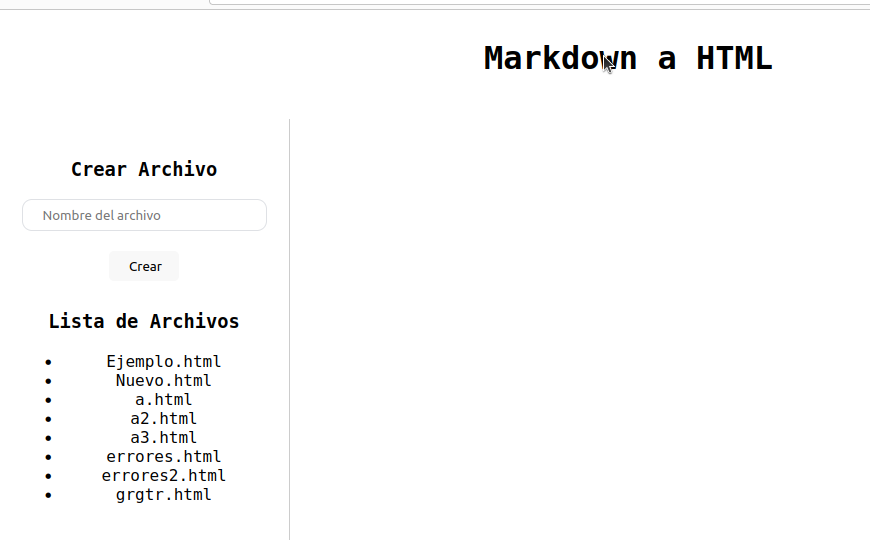 Markdown a HTML
Crear Archivo
Nombre del archivo
Crear
Lista de Archivos
Ejemplo.html
Nuevo.html
a.html
a2.html
a3.html
errores.html
errores2.html
grgtr.html